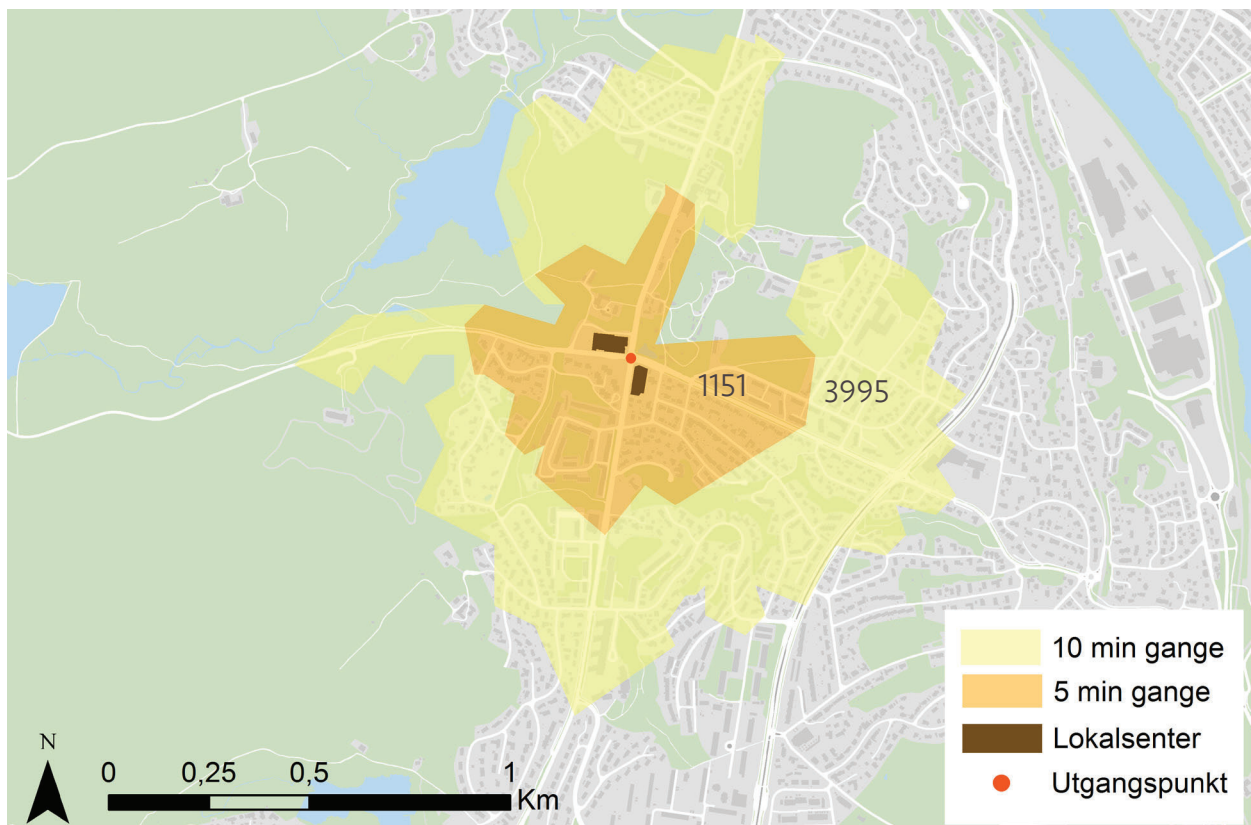 1151
3995
10 min gange
5 min gange
Lokalsenter
Utgangspunkt
N
0 0,25 0,5 1
Km